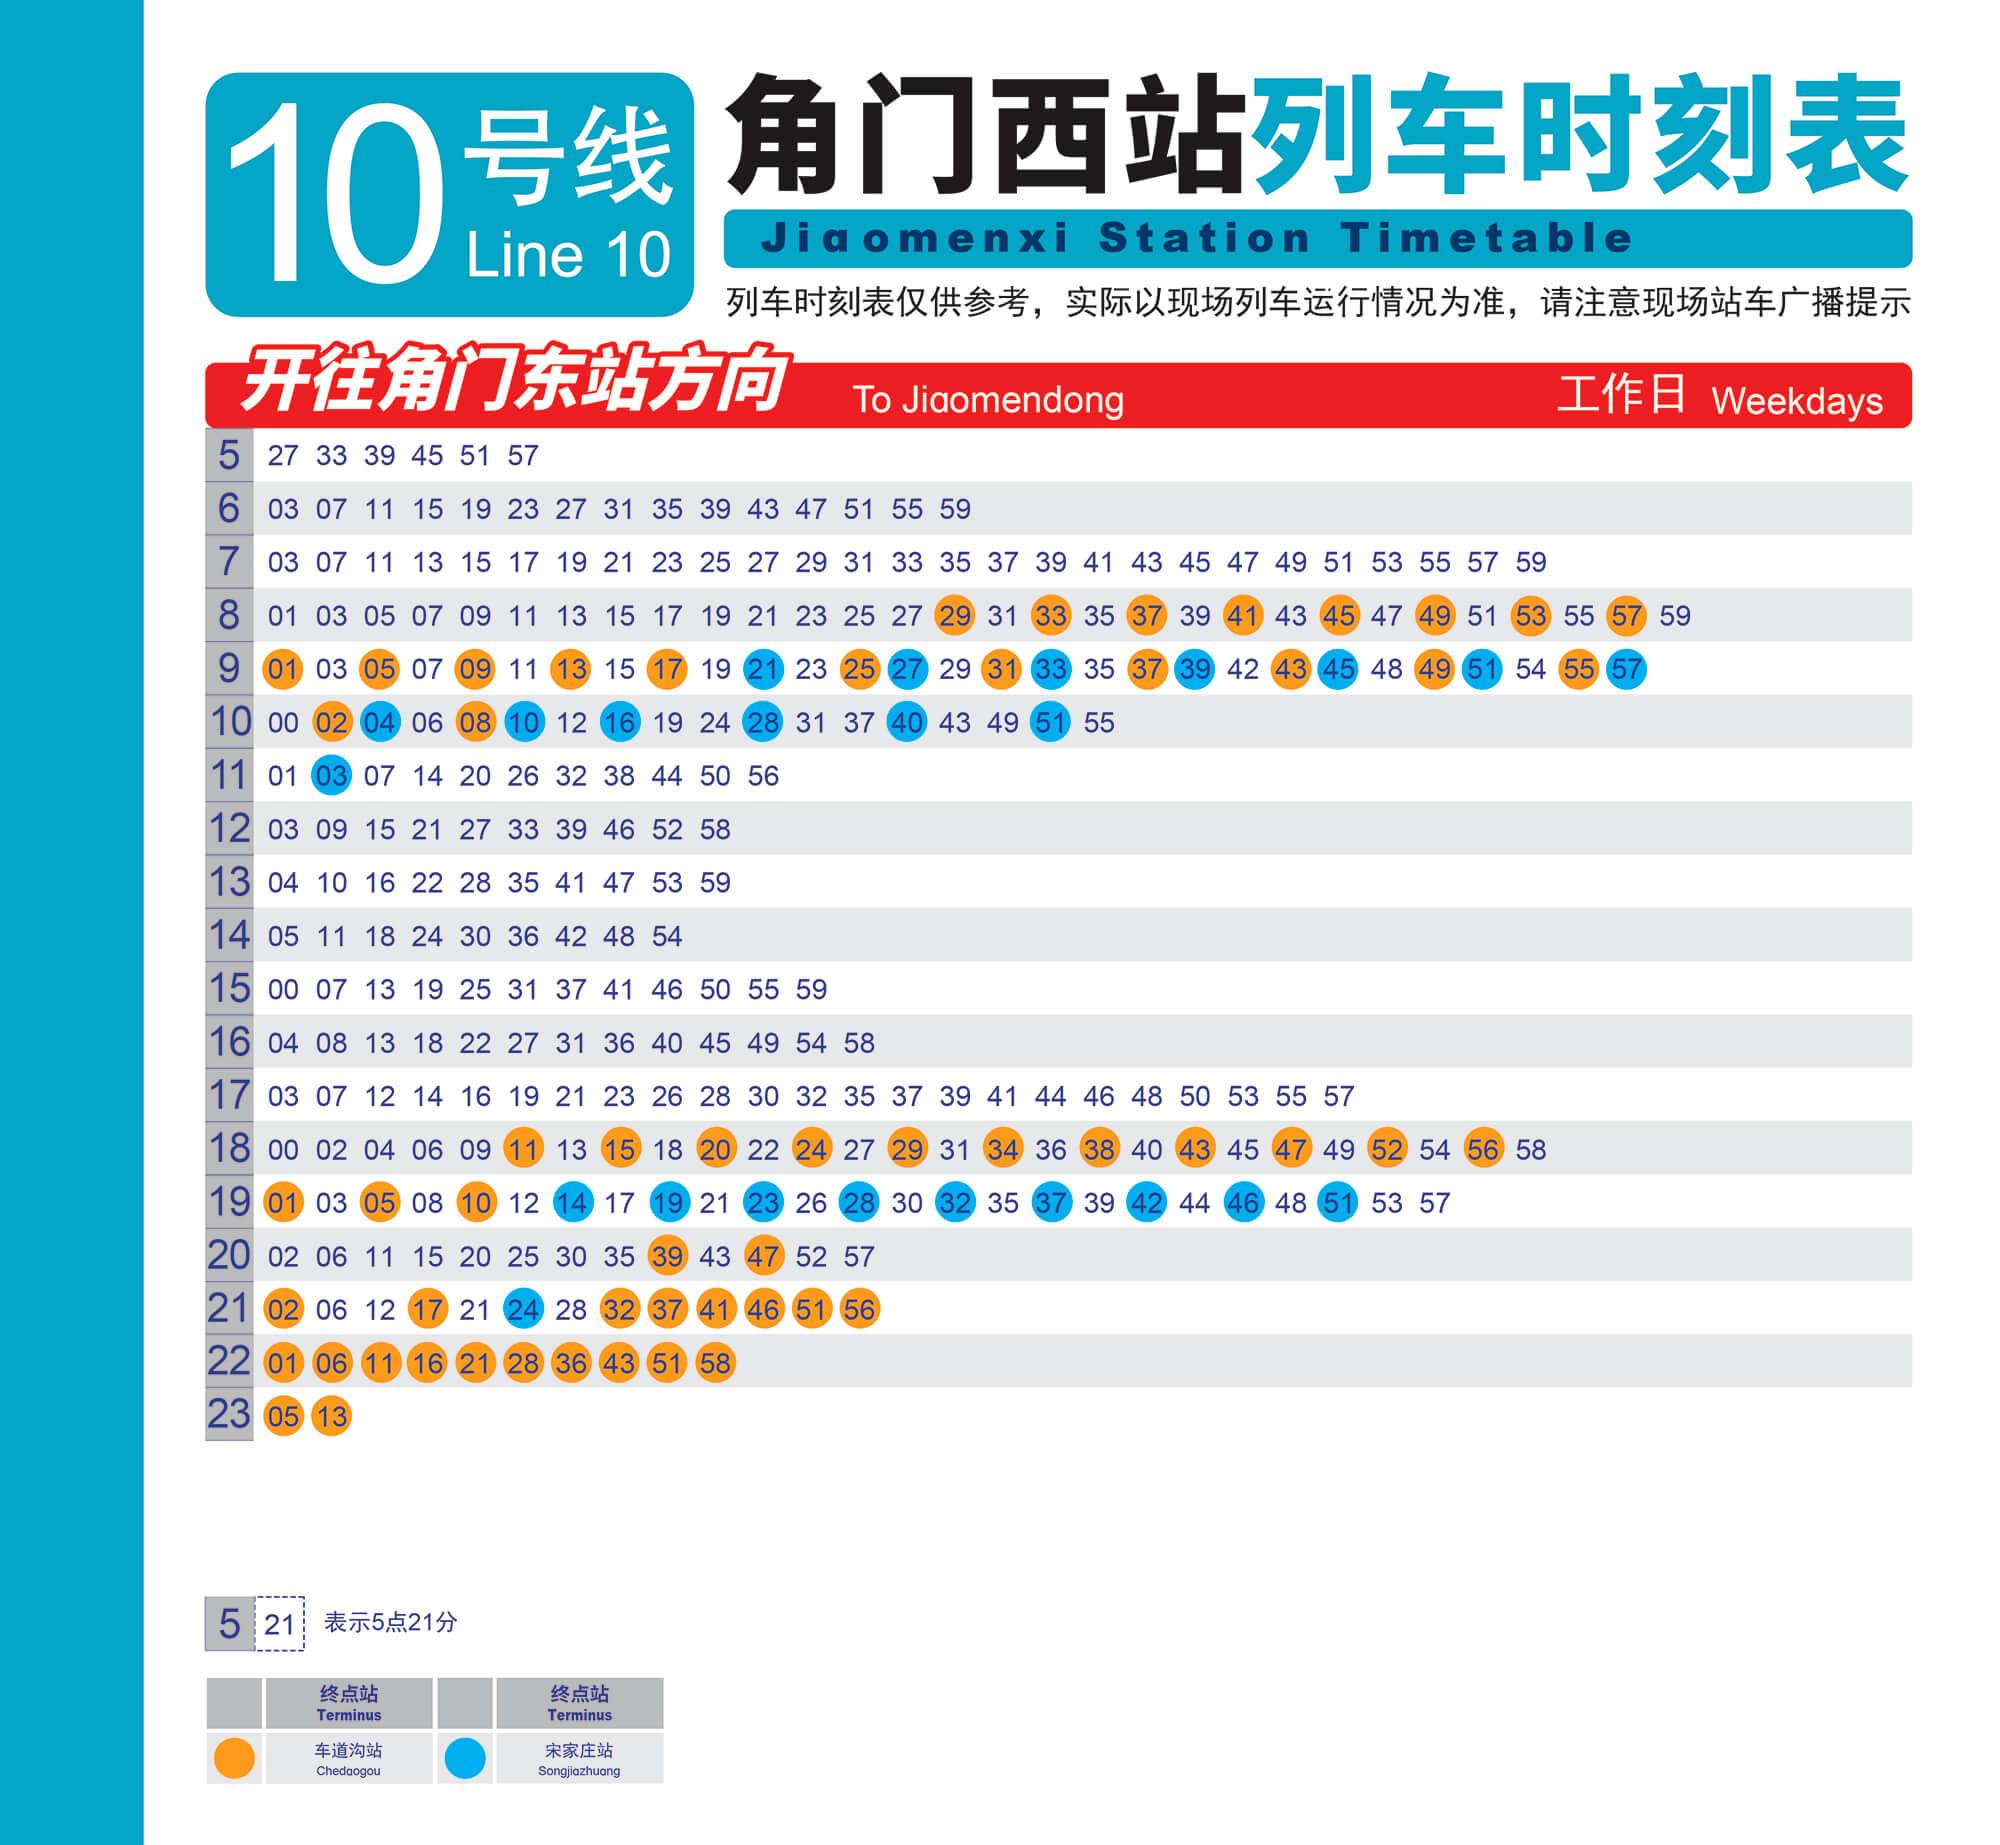 10号线
Line 10
角门西站列车时刻表
Jiaomenxi Station Timetable
列车时刻表仅供参考，实际以现场列车运行情况为准，请注意现场站车广播提示
开往角门东站方向 To Jiaomendong 工作日 Weekdays
5 27 33 39 45 51 57
6 03 07 11 15 19 23 27 31 35 39 43 47 51 55 59
7 03 07 11 13 15 17 19 21 23 25 27 29 31 33 35 37 39 41 43 45 47 49 51 53 55 57 59
8 01 03 05 07 09 11 13 15 17 19 21 23 25 27 29 31 33 35 37 39 41 43 45 47 49 51 53 55 57 59
9 01 03 05 07 09 11 13 15 17 19 21 23 25 27 29 31 33 35 37 39 42 43 45 48 49 51 54 55 57
10 00 02 04 06 08 10 12 16 19 24 28 31 37 40 43 49 51 55
11 01 03 07 14 20 26 32 38 44 50 56
12 03 09 15 21 27 33 39 46 52 58
13 04 10 16 22 28 35 41 47 53 59
14 05 11 18 24 30 36 42 48 54
15 00 07 13 19 25 31 37 41 46 50 55 59
16 04 08 13 18 22 27 31 36 40 45 49 54 58
17 03 07 12 14 16 19 21 23 26 28 30 32 35 37 39 41 44 46 48 50 53 55 57
18 00 02 04 06 09 11 13 15 18 20 22 24 27 29 31 34 36 38 40 43 45 47 49 52 54 56 58
19 01 03 05 08 10 12 14 17 19 21 23 26 28 30 32 35 37 39 42 44 46 48 51 53 57
20 02 06 11 15 20 25 30 35 39 43 47 52 57
21 02 06 12 17 21 24 28 32 37 41 46 51 56
22 01 06 11 16 21 28 36 43 51 58
23 05 13
5 21 表示5点21分
终点站 终点站
Terminus Terminus
车道沟站 宋家庄站
Chedaogou Songjiazhuang